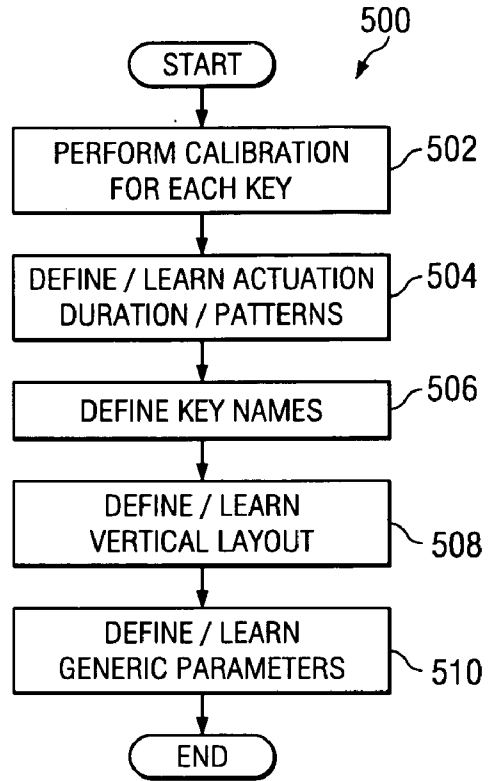 500
START
PERFORM CALIBRATION
FOR EACH KEY
502
DEFINE / LEARN ACTUATION
DURATION / PATTERNS
504
DEFINE KEY NAMES
506
DEFINE / LEARN
VERTICAL LAYOUT
508
DEFINE / LEARN
GENERIC PARAMETERS
510
END